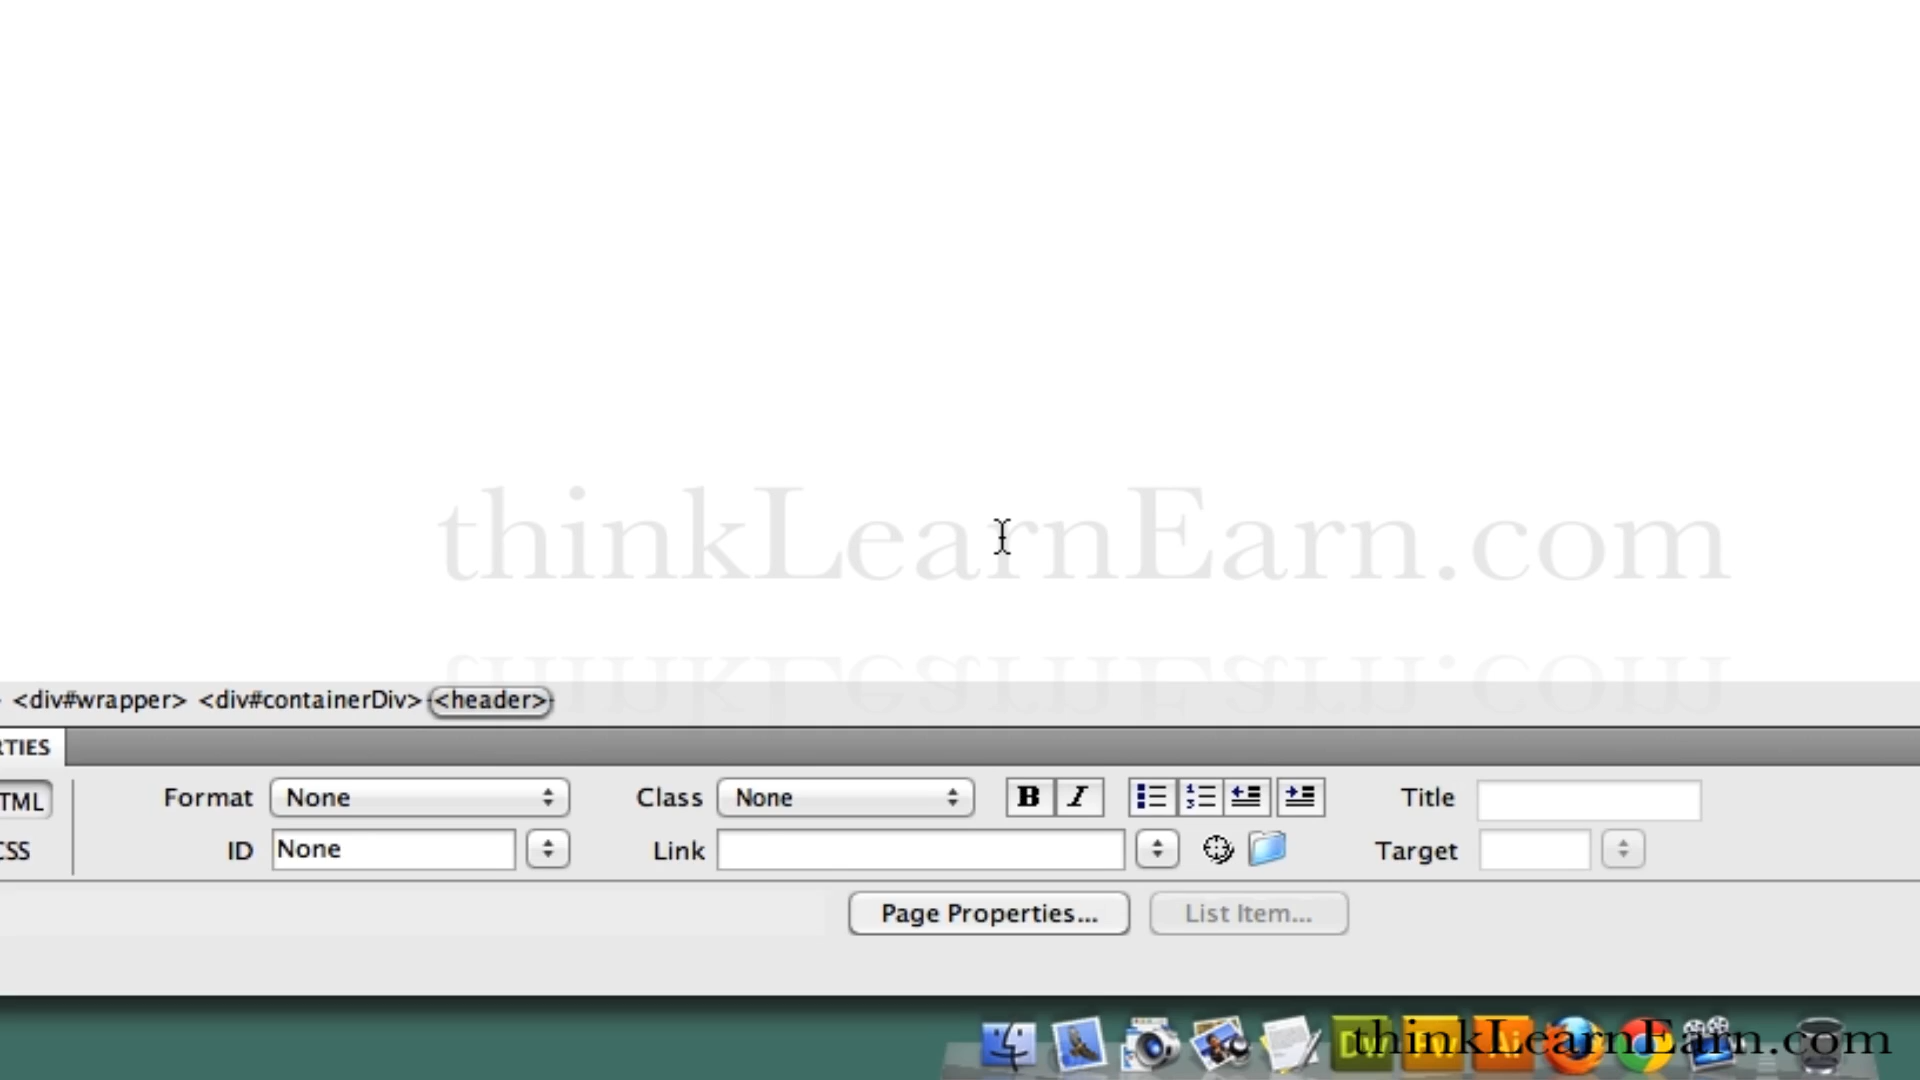 thinkLearnEarn.com
<div#wrapper> <div#containerDiv> <header>
RTIES
TML Format None Class None B I Title
CSS ID None Link Target
Page Properties... List Item...
thinkLearnEarn.com